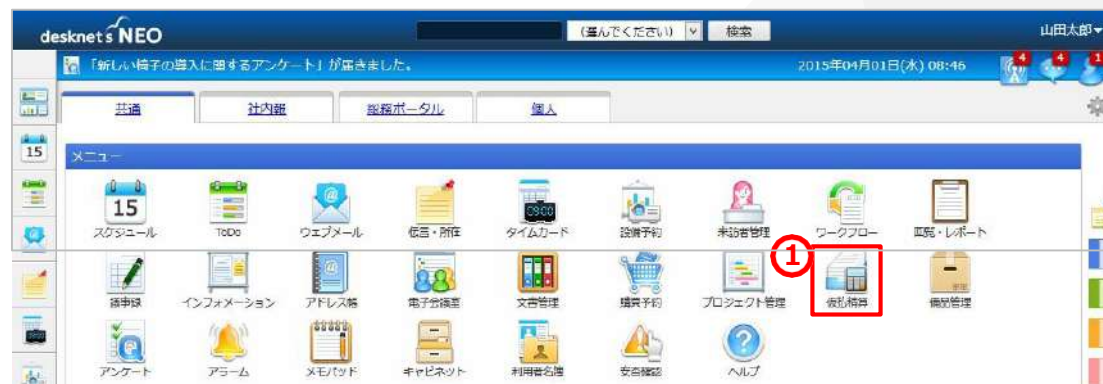 desknet's NEO
(選んでください)
検索
山田太郎
「新しい椅子の導入に関するアンケート」が届きました。
2015年04月01日(水) 08:46
4
4
1
共通
社内報
総務ポータル
個人
15
メニュー
15
09:00
スケジュール
ToDo
ウェブメール
伝言・所在
タイムカード
設備予約
来訪者管理
ワークフロー
回覧・レポート
①
議事録
インフォメーション
アドレス帳
電子会議室
文書管理
購買予約
プロジェクト管理
仮払精算
備品管理
アンケート
アラーム
メモパッド
キャビネット
利用者名簿
安否確認
ヘルプ